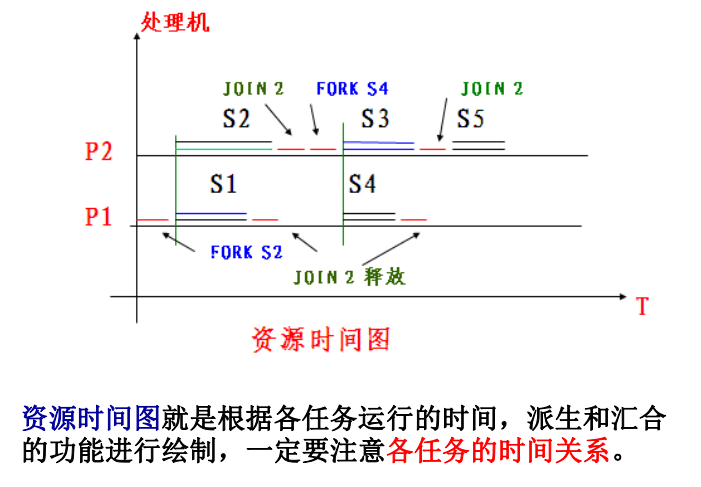 处理机
JOIN 2 FORK S4 JOIN 2
S2 S3 S5
P2
S1 S4
P1
FORK S2
JOIN 2 释放
T
资源时间图
资源时间图就是根据各任务运行的时间，派生和汇合
的功能进行绘制，一定要注意各任务的时间关系。